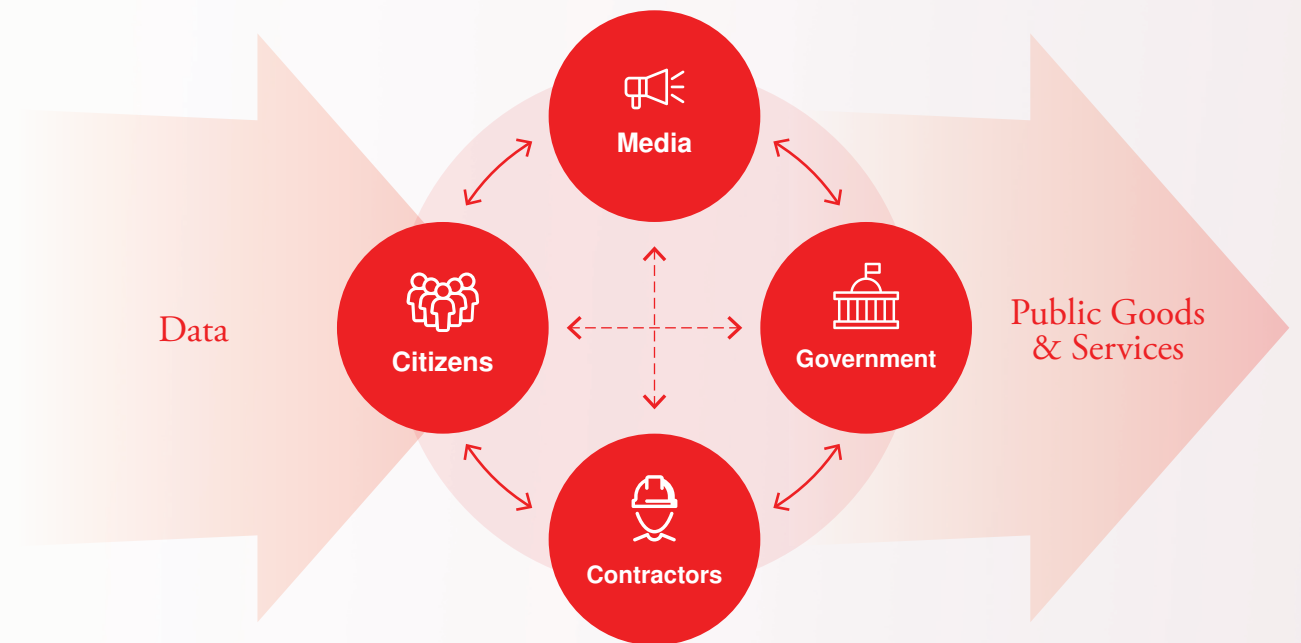 Media
Data
Citizens
Government
Public Goods
& Services
Contractors